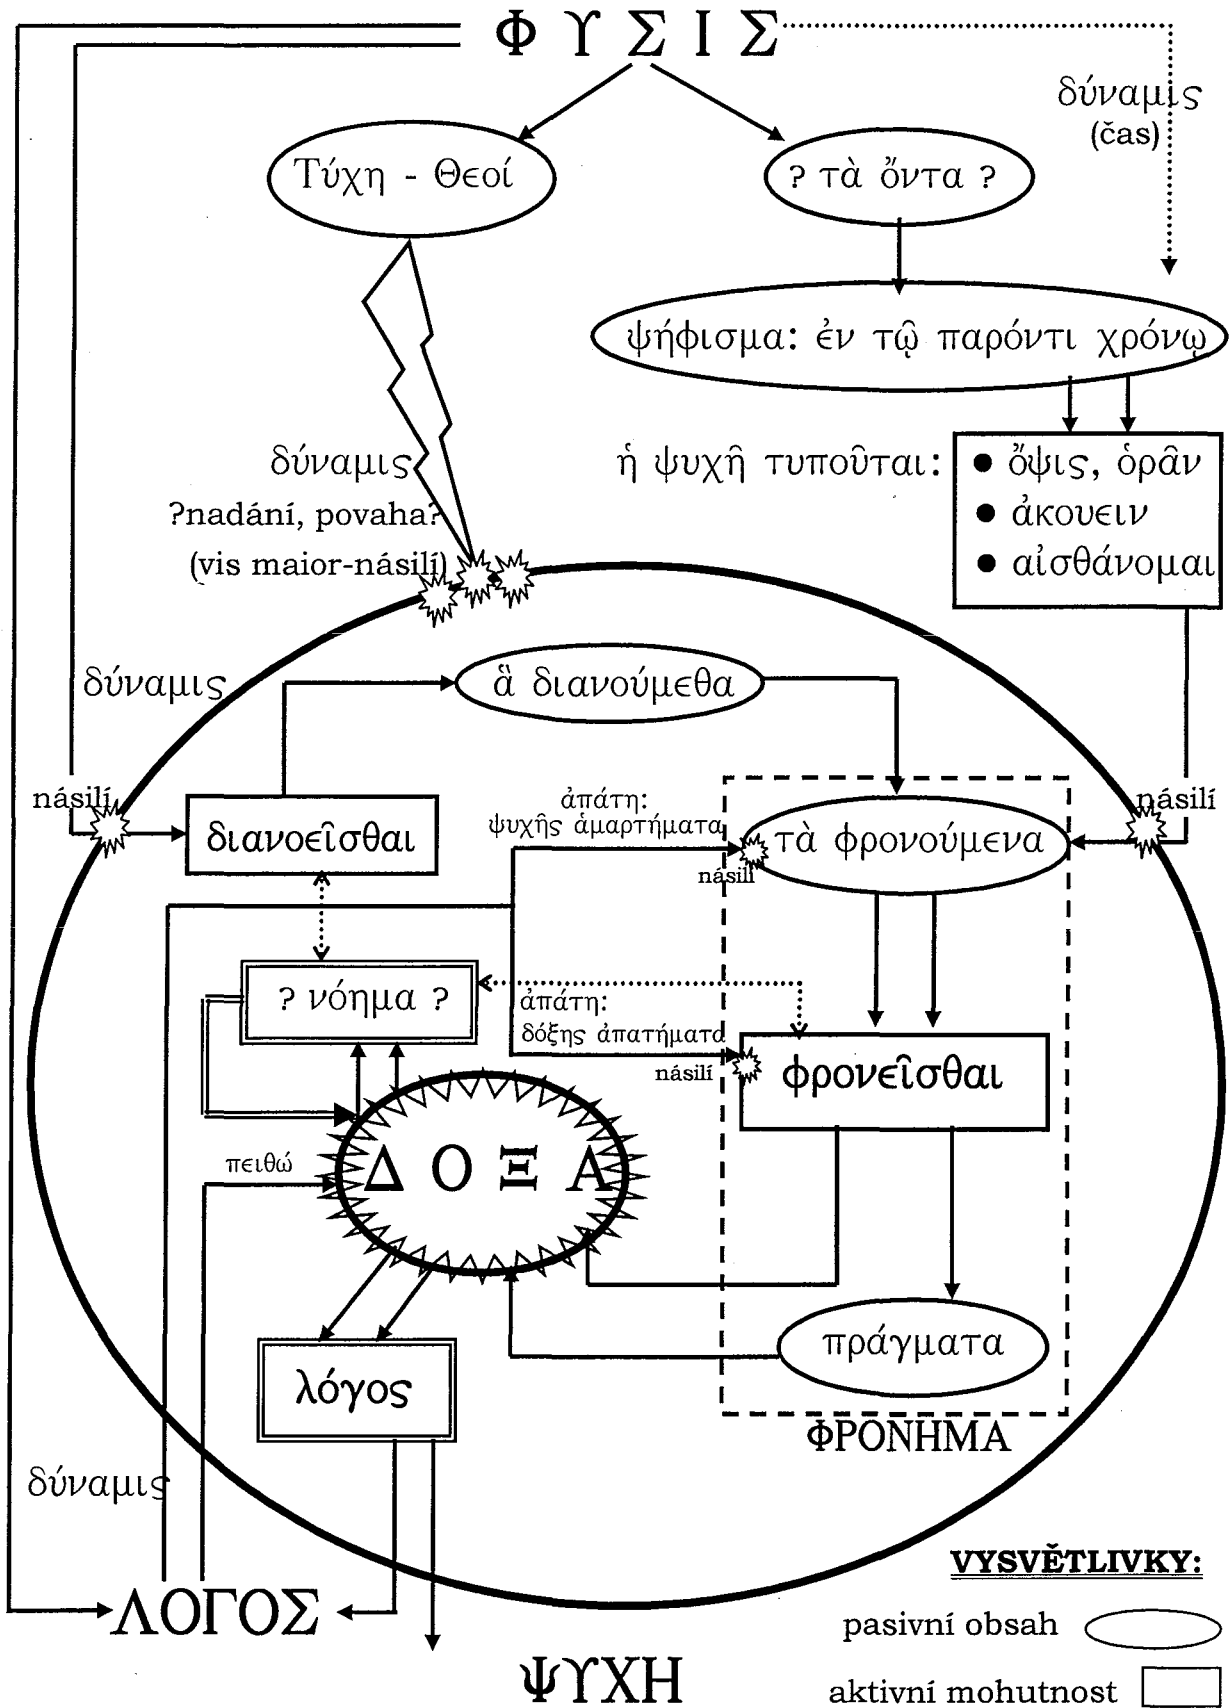 ΦΥΣΙΣ
δύναμις
(čas)
Τύχη - Θεοί
? τὰ ὄντα ?
ψήφισμα: ἐν τῷ παρόντι χρόνῳ
δύναμις
?nadání, povaha?
(vis maior-násilí)
ἡ ψυχῆ τυποῦται:
● ὄψις, ὁρᾶν
● ἀκουειν
● αἰσθάνομαι
δύναμις
ἃ διανούμεθα
násilí
διανοεῖσθαι
ἀπάτη:
ψυχῆς ἁμαρτήματα
násilí
τὰ φρονούμενα
násilí
? νόημα ?
ἀπάτη:
δόξης ἀπατήματα
násilí
φρονεῖσθαι
πειθώ
ΔΟΞΑ
λόγος
πράγματα
ΦΡΟΝΗΜΑ
δύναμις
ΛΟΓΟΣ
ΨΥΧΗ
VYSVĚTLIVKY:
pasivní obsah
aktivní mohutnost